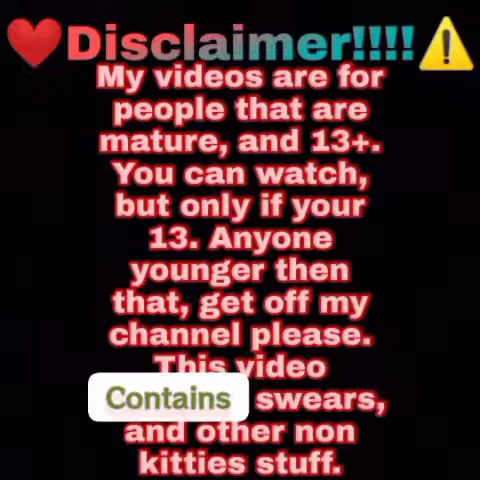 ❤️Disclaimer!!!!⚠️
My videos are for
people that are
mature, and 13+.
You can watch,
but only if your
13. Anyone
younger then
that, get off my
channel please.
This video
Contains swears,
and other non
kitties stuff.